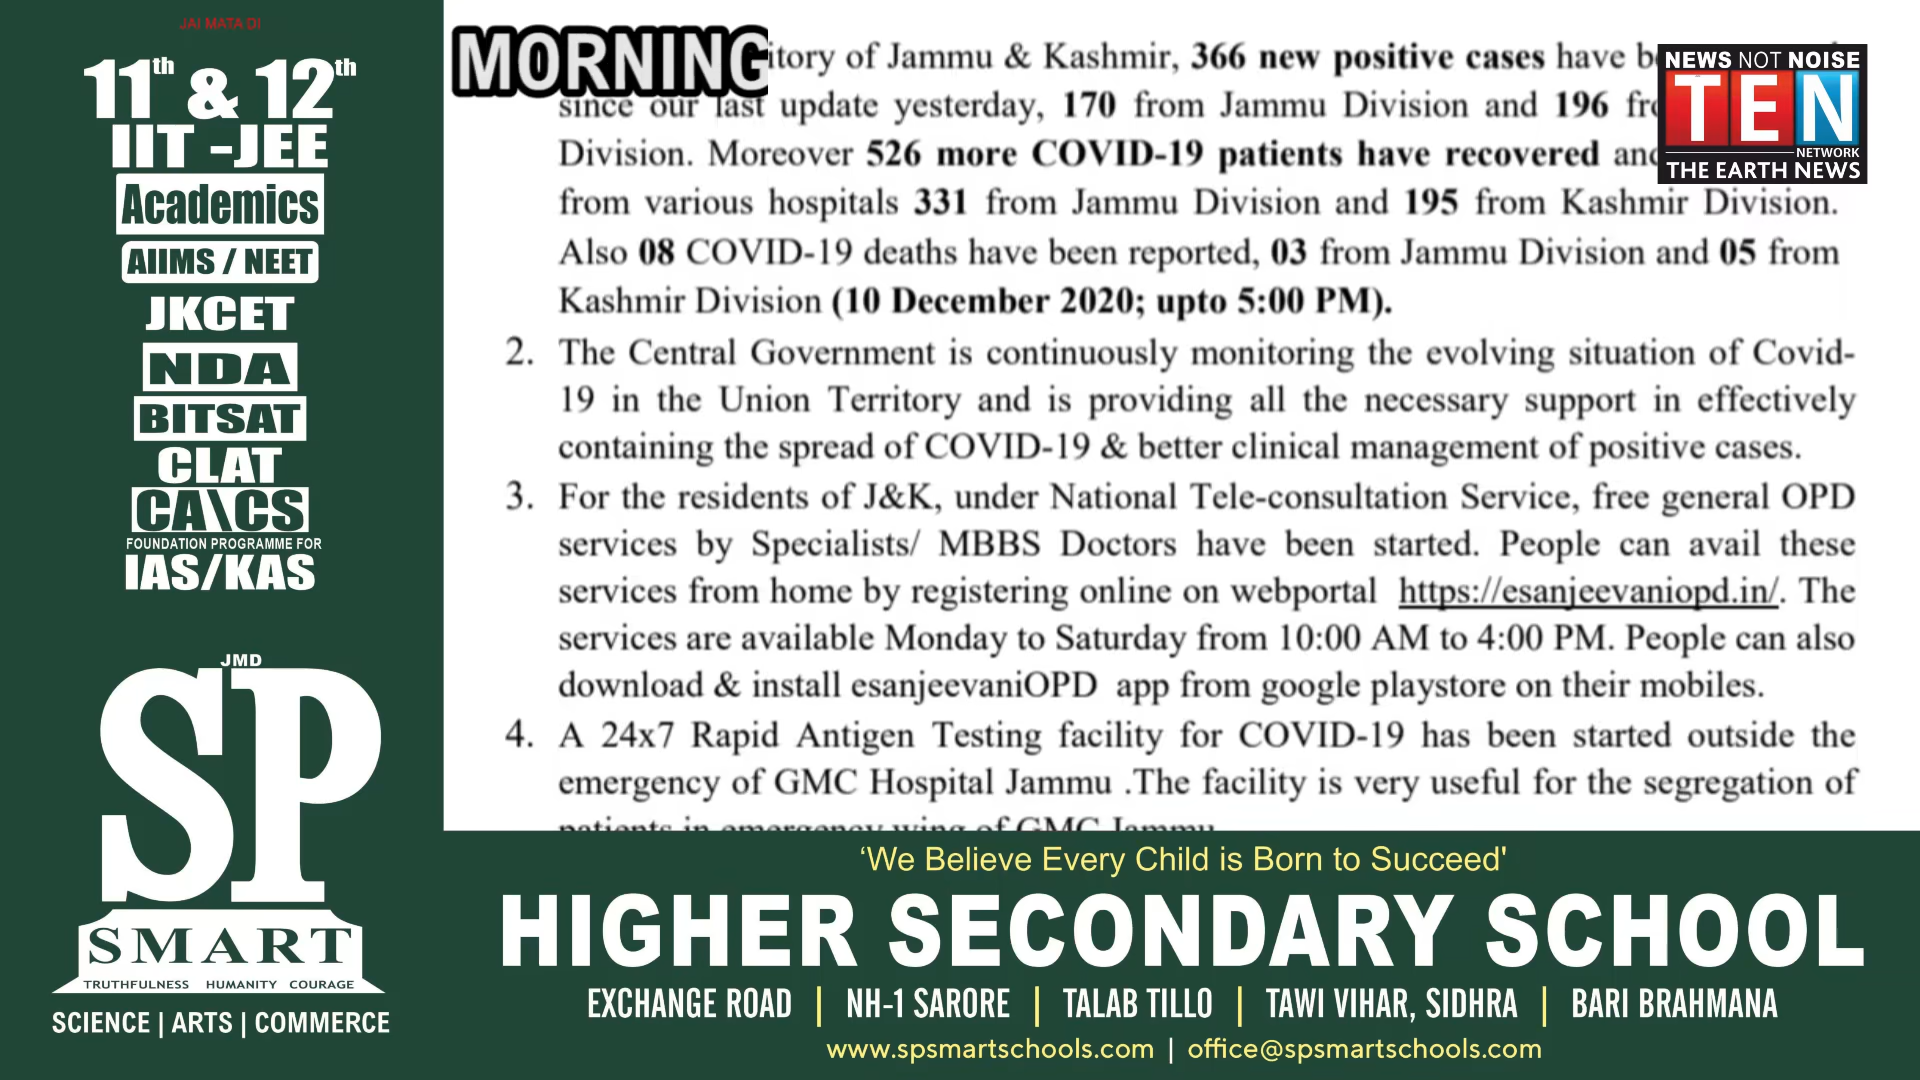 JAI MATA DI
11th & 12th
IIT -JEE
Academics
AIIMS / NEET
JKCET
NDA
BITSAT
CLAT
CA\CS
FOUNDATION PROGRAMME FOR
IAS/KAS
JMD
SP
SMART
TRUTHFULNESS HUMANITY COURAGE
SCIENCE | ARTS | COMMERCE
MORNING
NEWS NOT NOISE
TEN
NETWORK
THE EARTH NEWS
itory of Jammu & Kashmir, 366 new positive cases have
since our last update yesterday, 170 from Jammu Division and 196
Division. Moreover 526 more COVID-19 patients have recovered
from various hospitals 331 from Jammu Division and 195 from Kashmir Division.
Also 08 COVID-19 deaths have been reported, 03 from Jammu Division and 05 from
Kashmir Division (10 December 2020; upto 5:00 PM).
2. The Central Government is continuously monitoring the evolving situation of Covid-
19 in the Union Territory and is providing all the necessary support in effectively
containing the spread of COVID-19 & better clinical management of positive cases.
3. For the residents of J&K, under National Tele-consultation Service, free general OPD
services by Specialists/ MBBS Doctors have been started. People can avail these
services from home by registering online on webportal https://esanjeevaniopd.in/. The
services are available Monday to Saturday from 10:00 AM to 4:00 PM. People can also
download & install esanjeevaniOPD app from google playstore on their mobiles.
4. A 24x7 Rapid Antigen Testing facility for COVID-19 has been started outside the
emergency of GMC Hospital Jammu .The facility is very useful for the segregation of
patients in emergency wing of GMC Jammu
‘We Believe Every Child is Born to Succeed'
HIGHER SECONDARY SCHOOL
EXCHANGE ROAD | NH-1 SARORE | TALAB TILLO | TAWI VIHAR, SIDHRA | BARI BRAHMANA
www.spsmartschools.com | office@spsmartschools.com